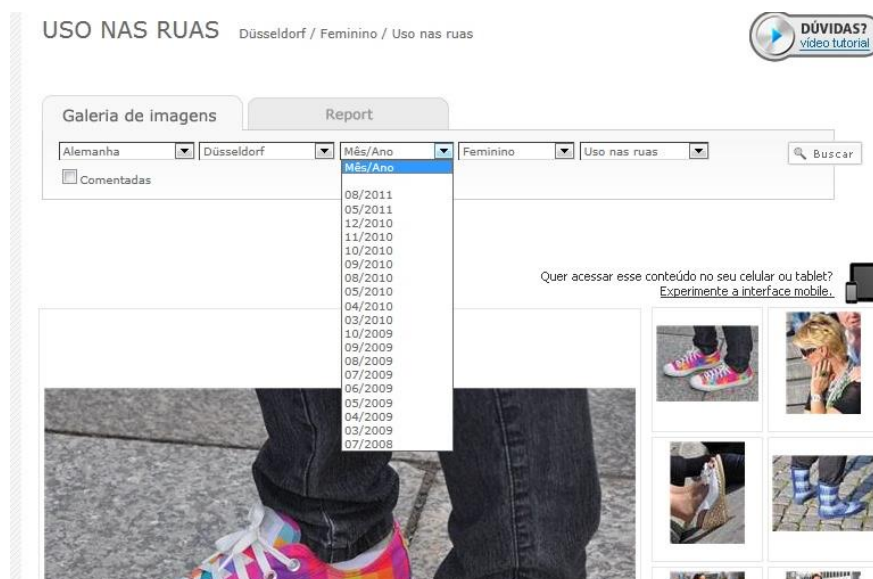 USO NAS RUAS Düsseldorf / Feminino / Uso nas ruas
DÚVIDAS?
vídeo tutorial
Galeria de imagens Report
Alemanha Düsseldorf Mês/Ano Feminino Uso nas ruas Buscar
Comentadas
Mês/Ano
08/2011
05/2011
12/2010
11/2010
10/2010
09/2010
08/2010
05/2010
04/2010
03/2010
10/2009
09/2009
08/2009
07/2009
06/2009
05/2009
04/2009
03/2009
07/2008
Quer acessar esse conteúdo no seu celular ou tablet?
Experimente a interface mobile.